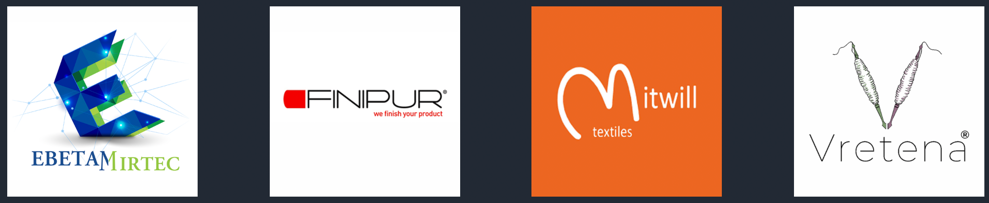 EBETAMIRTEC
FINIPUR®
we finish your product
Mitwill
textiles
Vretena®